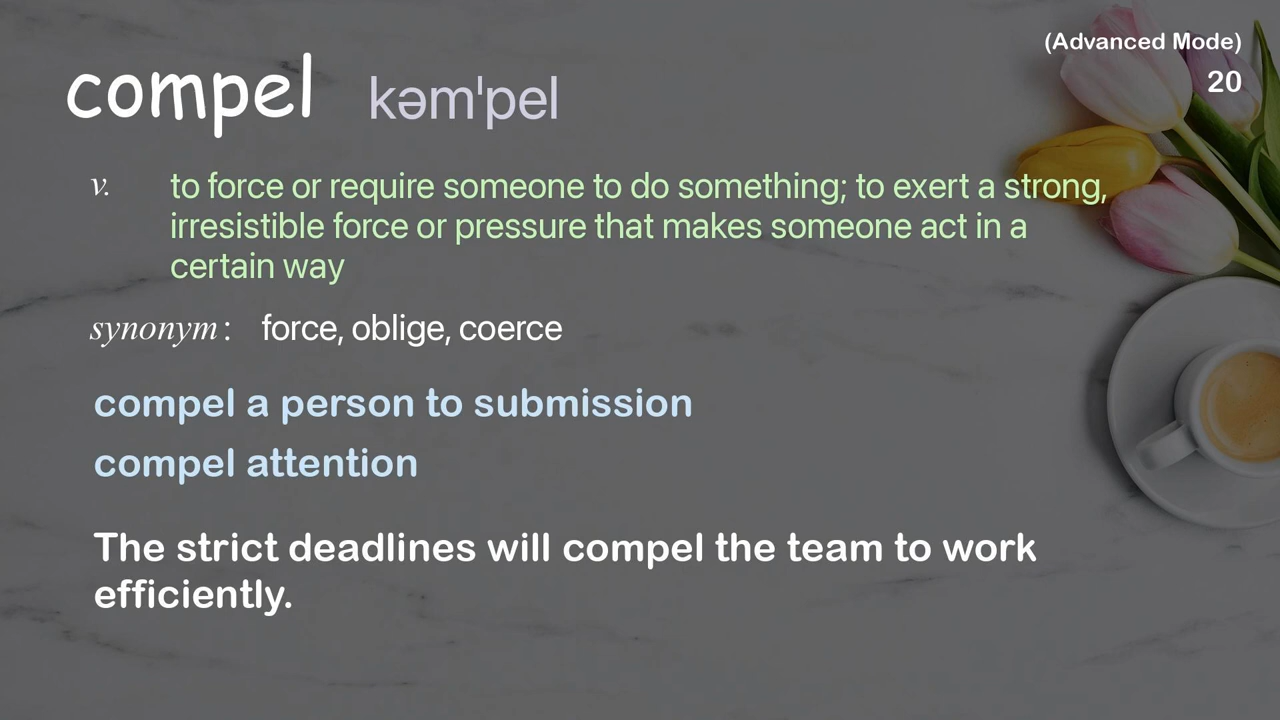 (Advanced Mode)
20
compel kəm'pel
v. to force or require someone to do something; to exert a strong,
irresistible force or pressure that makes someone act in a
certain way
synonym: force, oblige, coerce
compel a person to submission
compel attention
The strict deadlines will compel the team to work
efficiently.